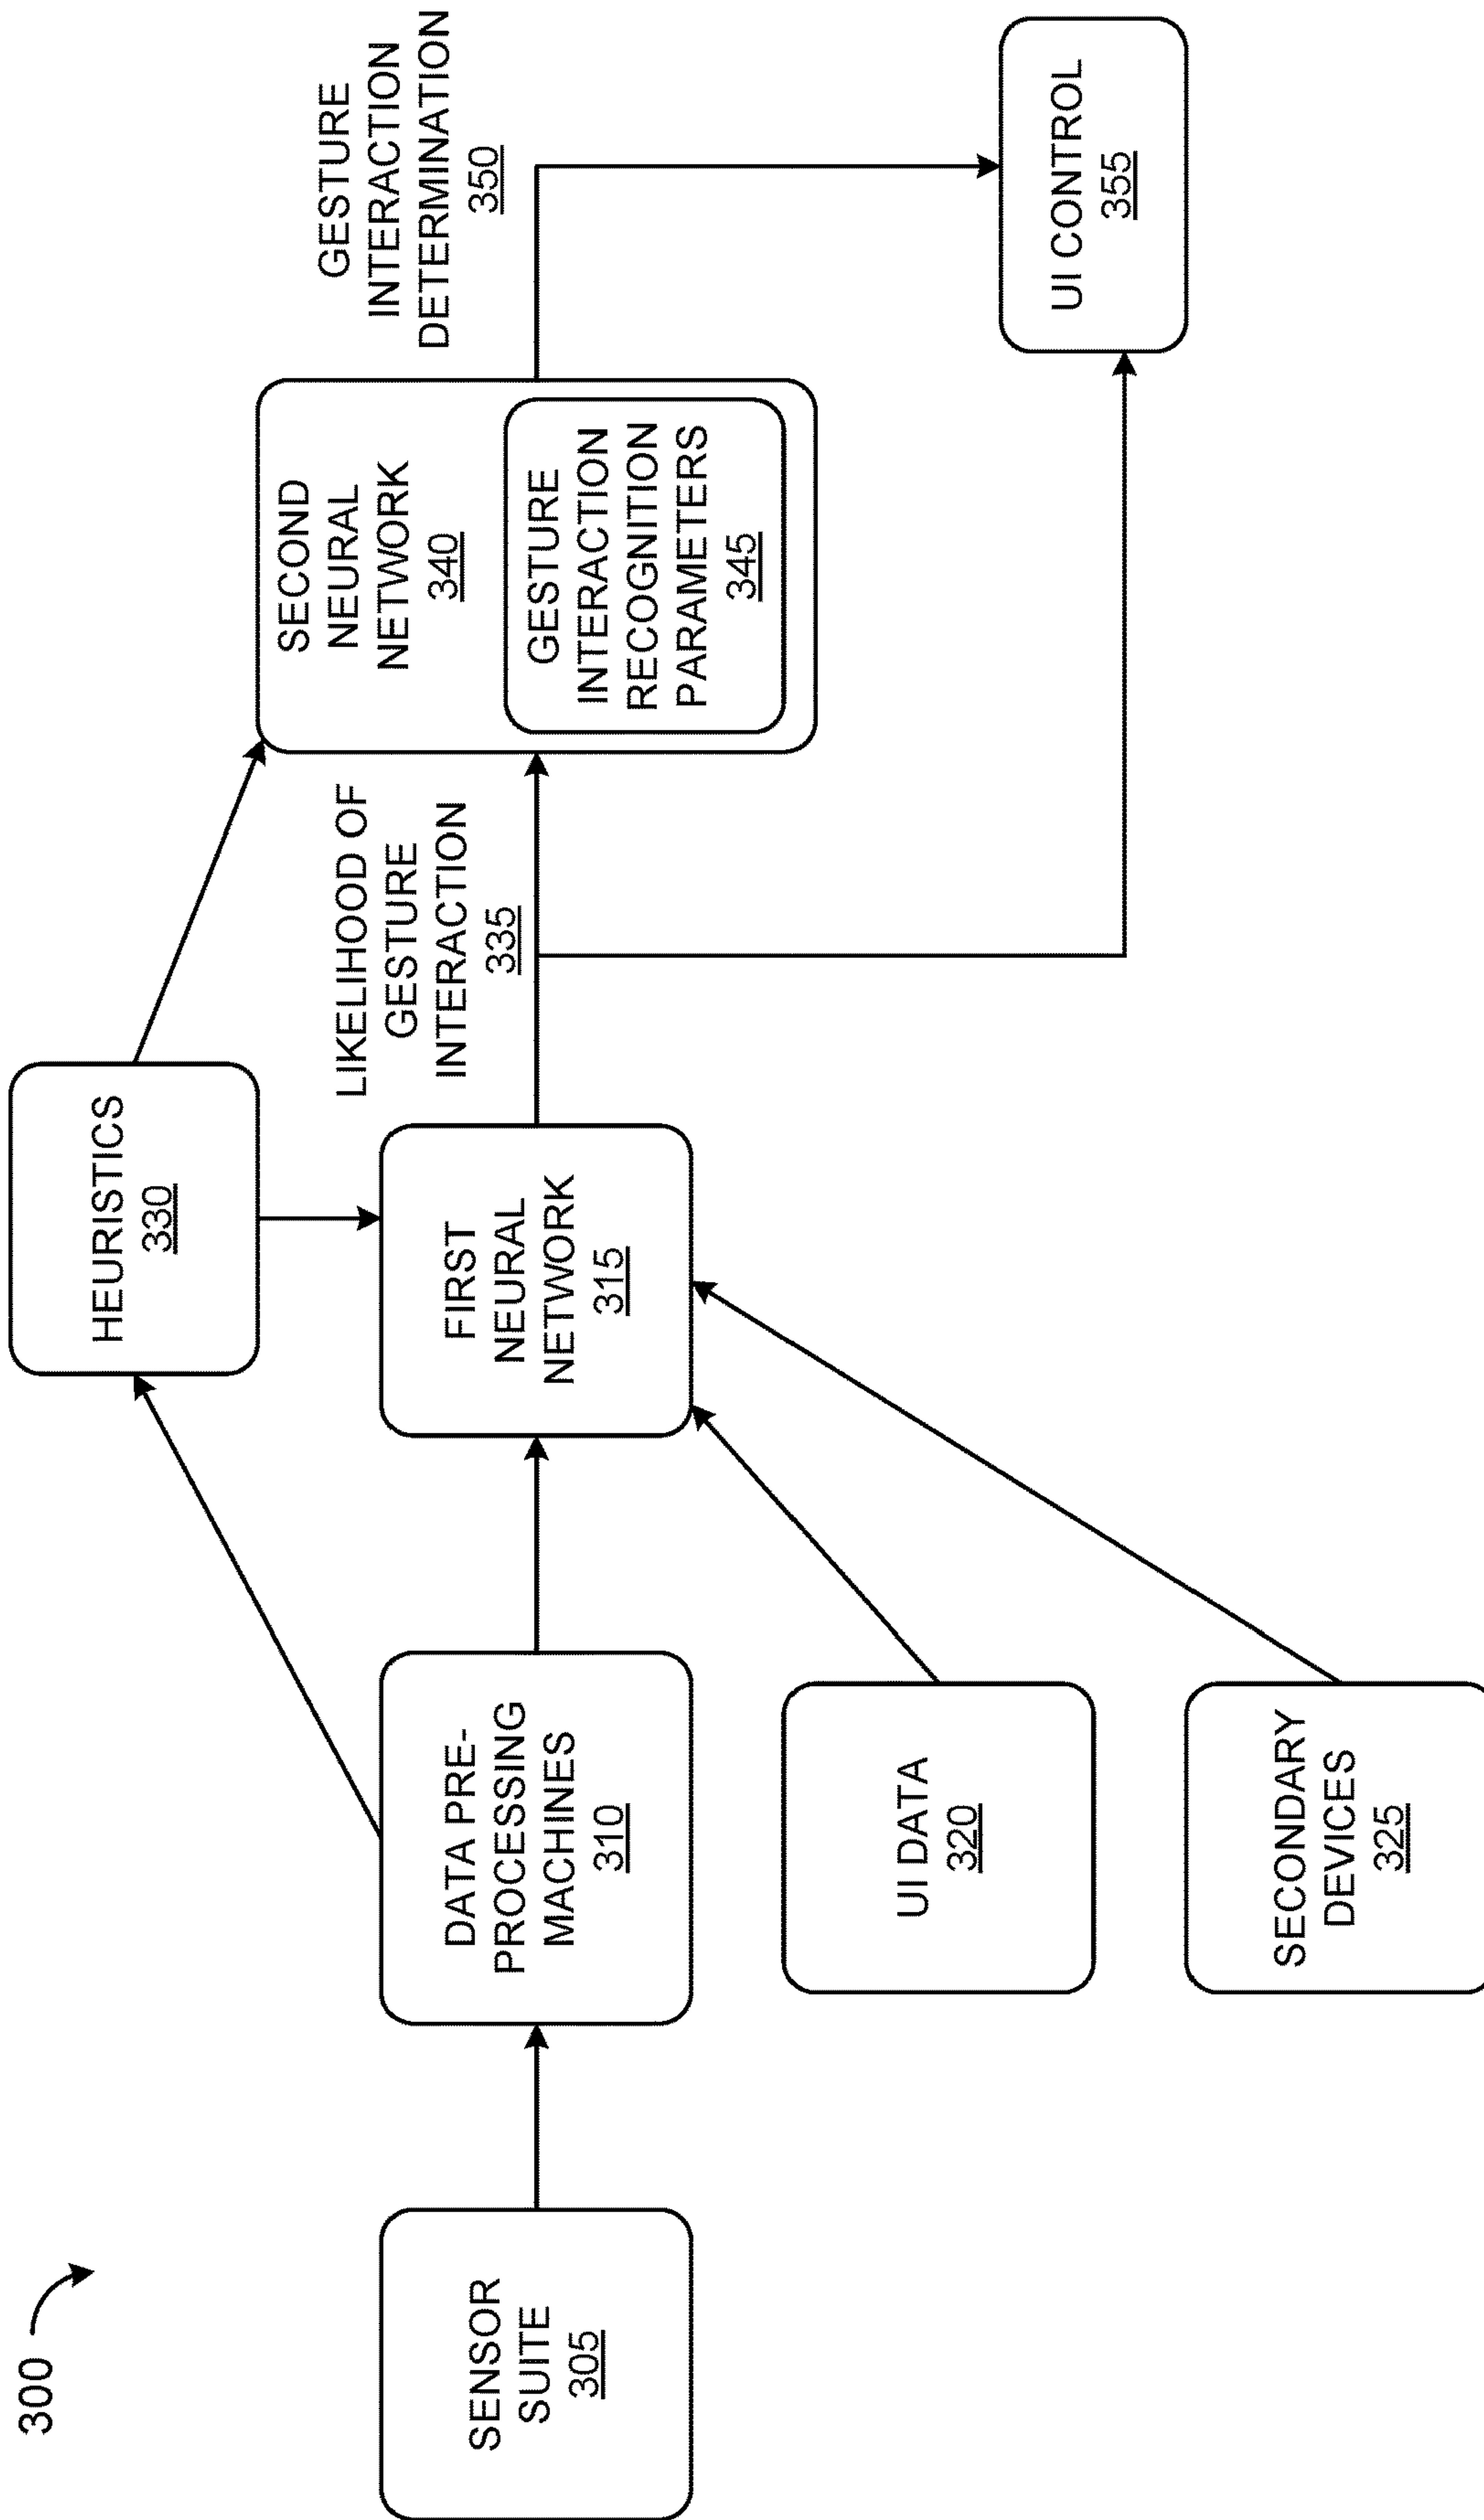 300
SENSOR
SUITE
305
DATA PRE-
PROCESSING
MACHINES
310
UI DATA
320
SECONDARY
DEVICES
325
HEURISTICS
330
FIRST
NEURAL
NETWORK
315
LIKELIHOOD OF
GESTURE
INTERACTION
335
SECOND
NEURAL
NETWORK
340
GESTURE
INTERACTION
RECOGNITION
PARAMETERS
345
GESTURE
INTERACTION
DETERMINATION
350
UI CONTROL
355